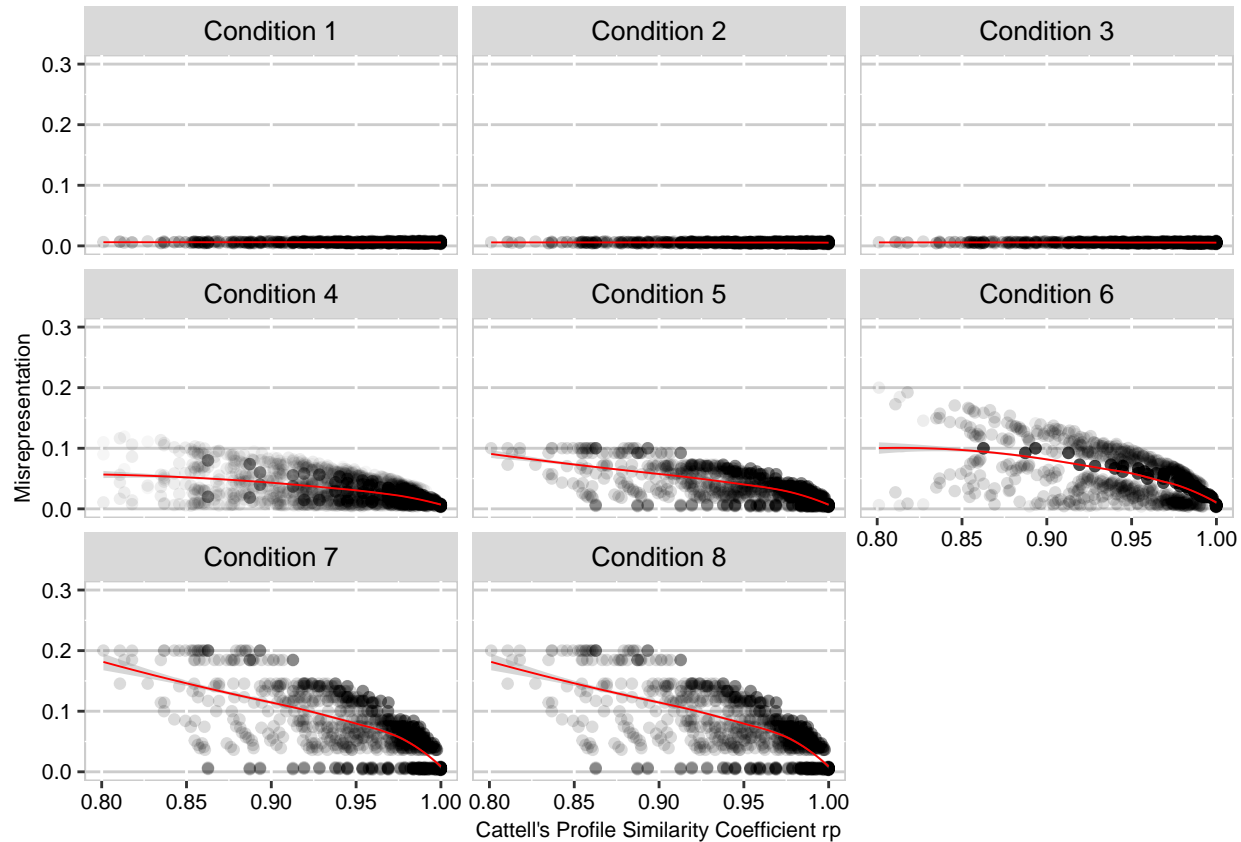 Condition 1
Condition 2
Condition 3
0.3
0.2
0.1
0.0
Condition 4
Condition 5
Condition 6
0.3
0.2
0.1
0.0
0.80 0.85 0.90 0.95 1.00
Misrepresentation
Condition 7
Condition 8
0.3
0.2
0.1
0.0
0.80 0.85 0.90 0.95 1.00
0.80 0.85 0.90 0.95 1.00
Cattell's Profile Similarity Coefficient rp